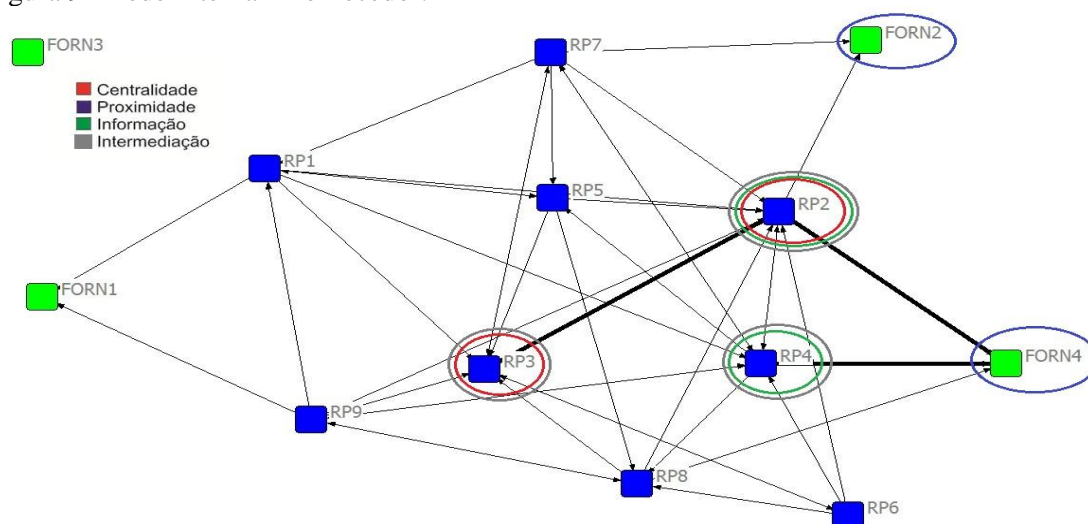 FORN3
RP7
FORN2
Centralidade
Proximidade
Informação
Intermediação
RP1
RP5
RP2
FORN1
RP3
RP4
FORN4
RP9
RP8
RP6